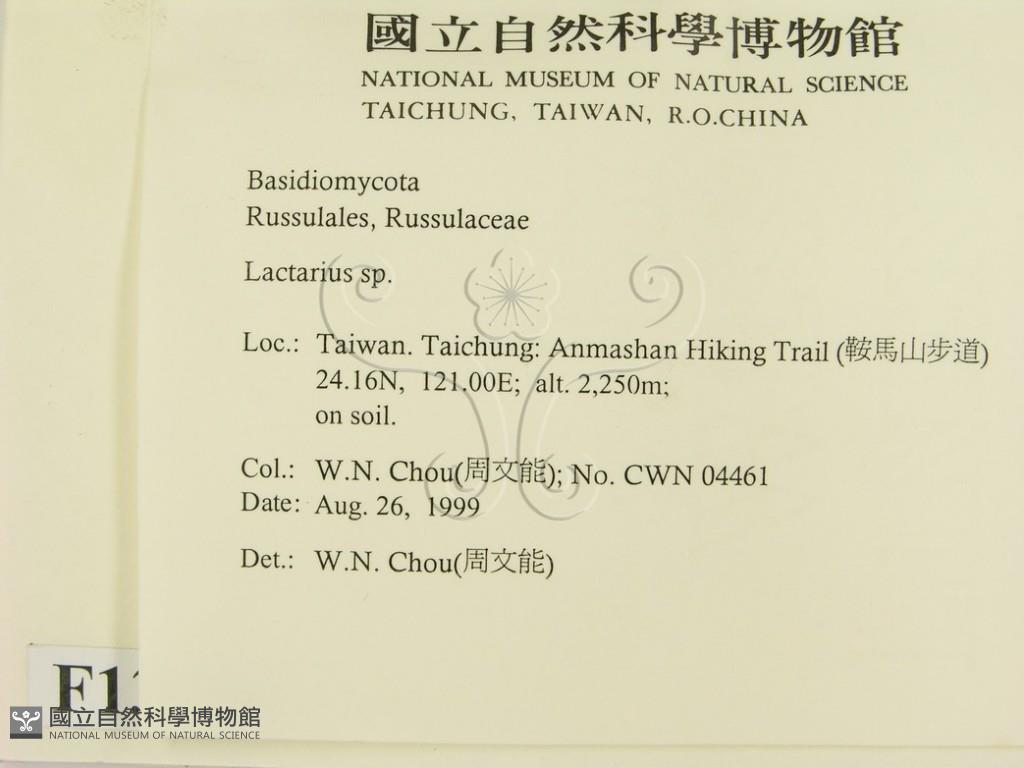 國立自然科學博物館
NATIONAL MUSEUM OF NATURAL SCIENCE
TAICHUNG, TAIWAN, R.O.CHINA
Basidiomycota
Russulales, Russulaceae
Lactarius sp.
Loc.: Taiwan. Taichung: Anmashan Hiking Trail (鞍馬山步道)
24.16N, 121.00E; alt. 2,250m;
on soil.
Col.: W.N. Chou(周文能); No. CWN 04461
Date: Aug. 26, 1999
Det.: W.N. Chou(周文能)
國立自然科學博物館
NATIONAL MUSEUM OF NATURAL SCIENCE